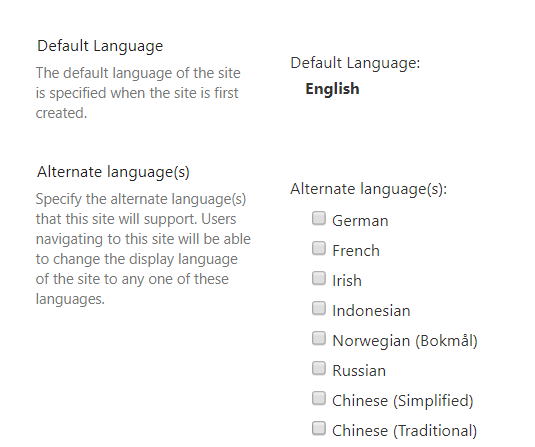 Default Language
The default language of the site
is specified when the site is first
created.
Default Language:
English
Alternate language(s)
Specify the alternate language(s)
that this site will support. Users
navigating to this site will be able
to change the display language
of the site to any one of these
languages.
Alternate language(s):
German
French
Irish
Indonesian
Norwegian (Bokmål)
Russian
Chinese (Simplified)
Chinese (Traditional)